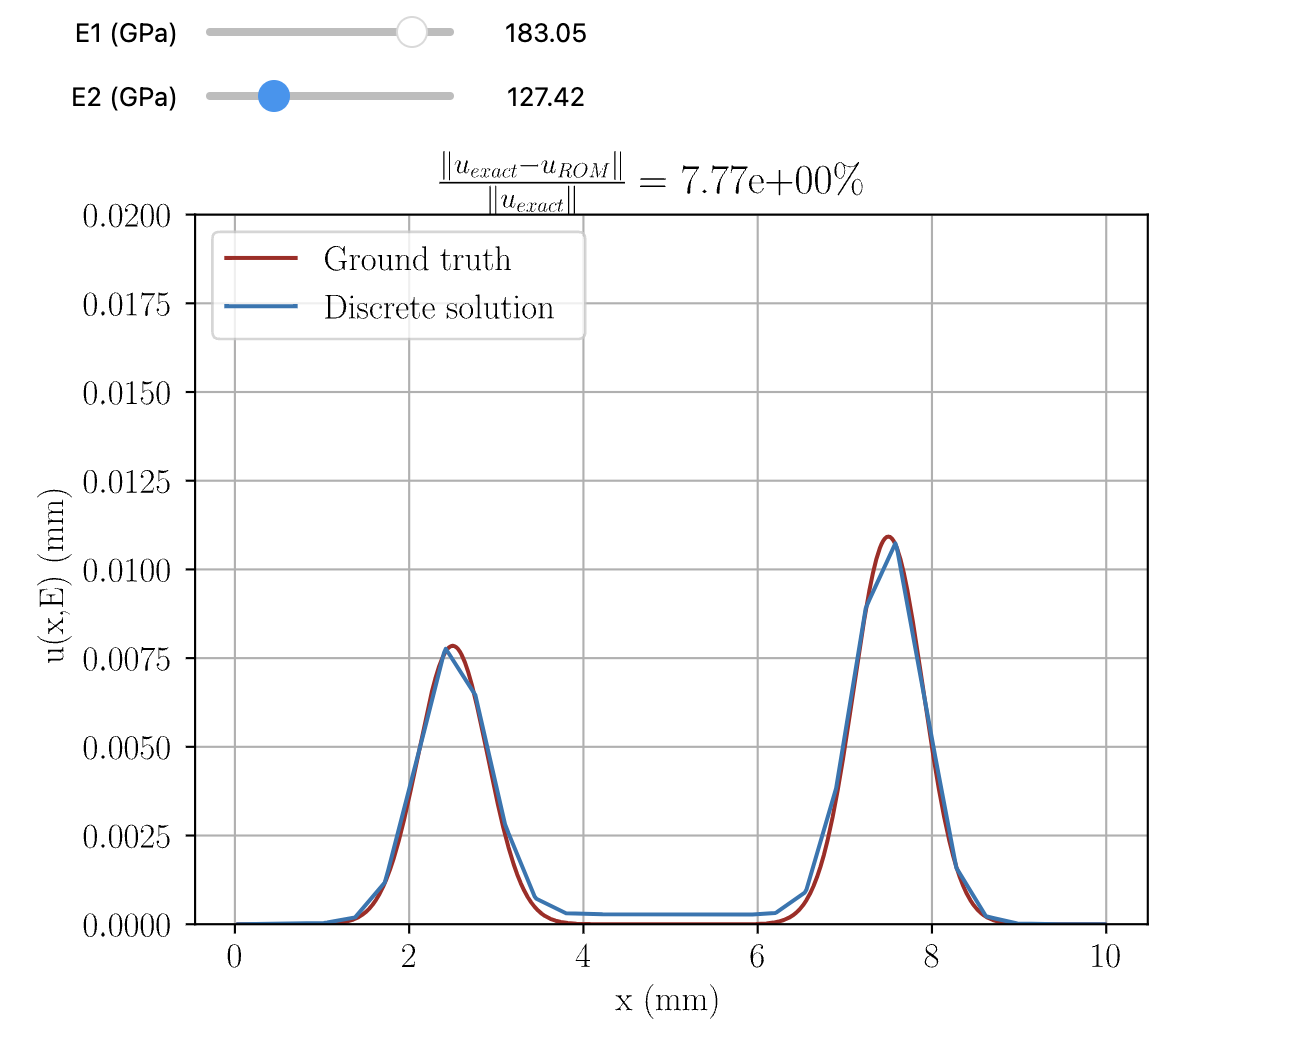 E1 (GPa) 183.05
E2 (GPa) 127.42
‖u_exact−u_ROM‖ / ‖u_exact‖ = 7.77e+00%
Ground truth
Discrete solution
0.0200
0.0175
0.0150
0.0125
0.0100
0.0075
0.0050
0.0025
0.0000
u(x,E) (mm)
0 2 4 6 8 10
x (mm)